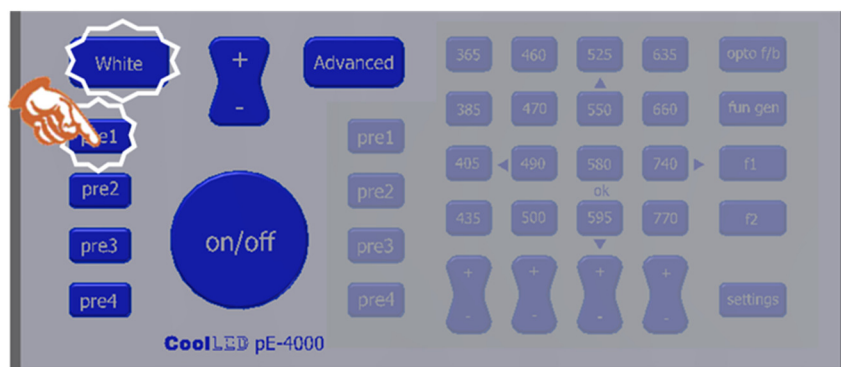 White + Advanced 365 460 525 635 opto f/b
-
pre1 pre1 385 470 550 660 fun gen
pre2 pre2 405 490 580 740 f1
ok
pre3 on/off pre3 435 500 595 770 f2
pre4 pre4 + + + + settings
- - - -
CoolLED pE-4000